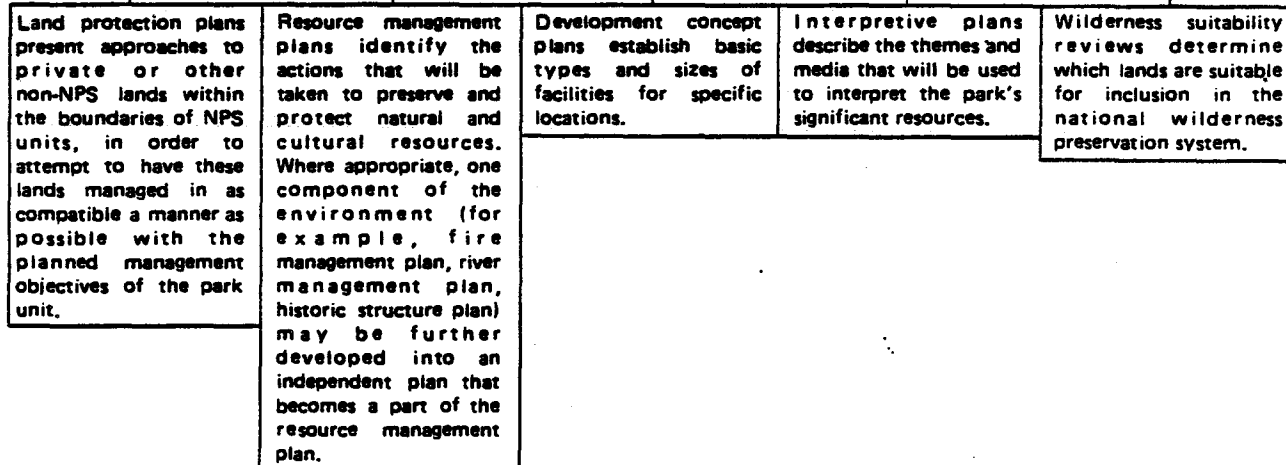 Land protection plans
present approaches to
private or other
non-NPS lands within
the boundaries of NPS
units, in order to
attempt to have these
lands managed in as
compatible a manner as
possible with the
planned management
objectives of the park
unit.
Resource management
plans identify the
actions that will be
taken to preserve and
protect natural and
cultural resources.
Where appropriate, one
component of the
environment (for
example, fire
management plan, river
management plan,
historic structure plan)
may be further
developed into an
independent plan that
becomes a part of the
resource management
plan.
Development concept
plans establish basic
types and sizes of
facilities for specific
locations.
Interpretive plans
describe the themes and
media that will be used
to interpret the park's
significant resources.
Wilderness suitability
reviews determine
which lands are suitable
for inclusion in the
national wilderness
preservation system.